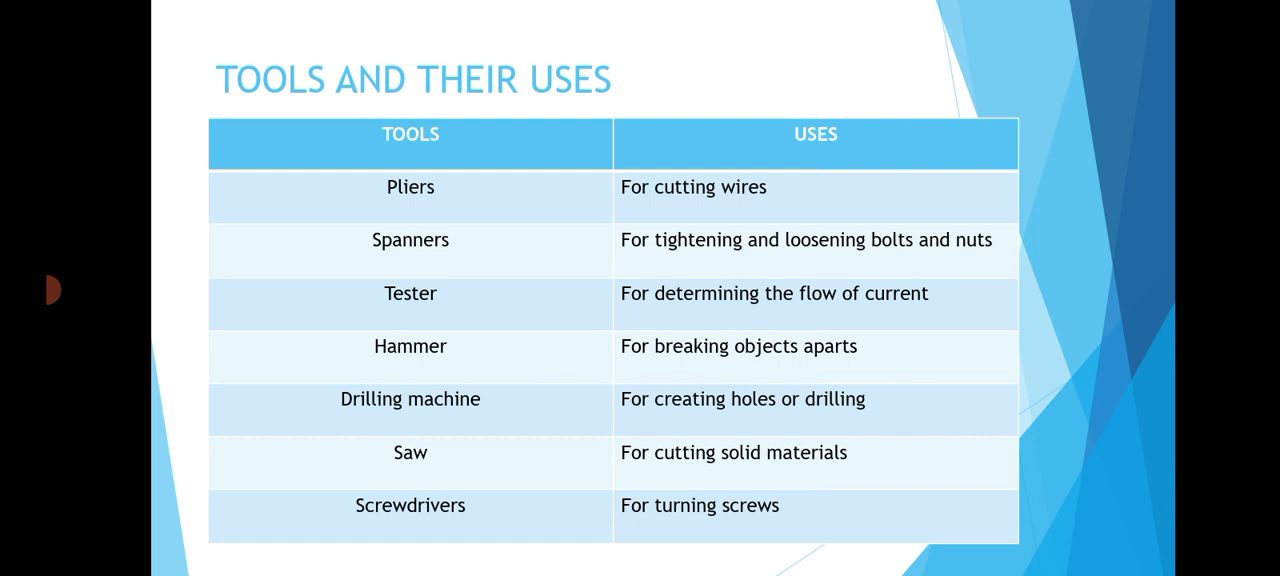 TOOLS AND THEIR USES
TOOLS USES
Pliers For cutting wires
Spanners For tightening and loosening bolts and nuts
Tester For determining the flow of current
Hammer For breaking objects aparts
Drilling machine For creating holes or drilling
Saw For cutting solid materials
Screwdrivers For turning screws